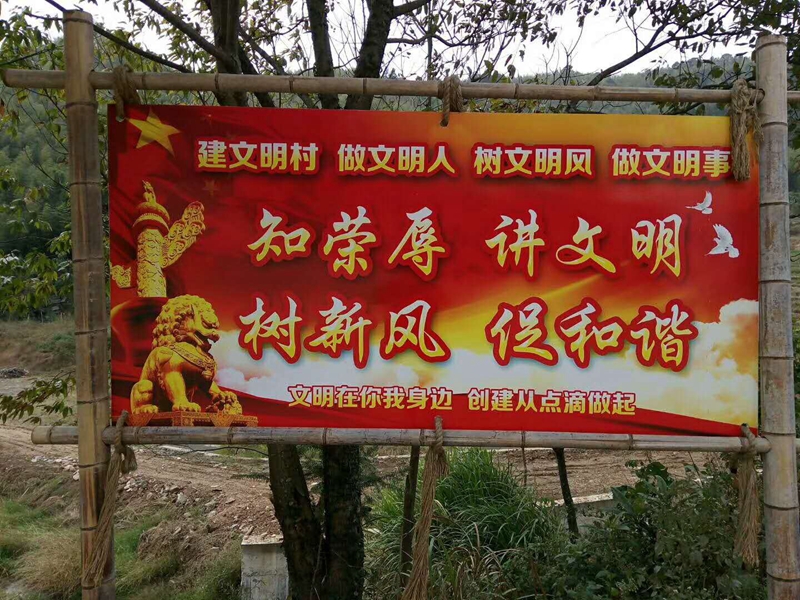 建文明村 做文明人 树文明风 做文明事
知荣辱 讲文明
树新风 促和谐
文明在你我身边 创建从点滴做起